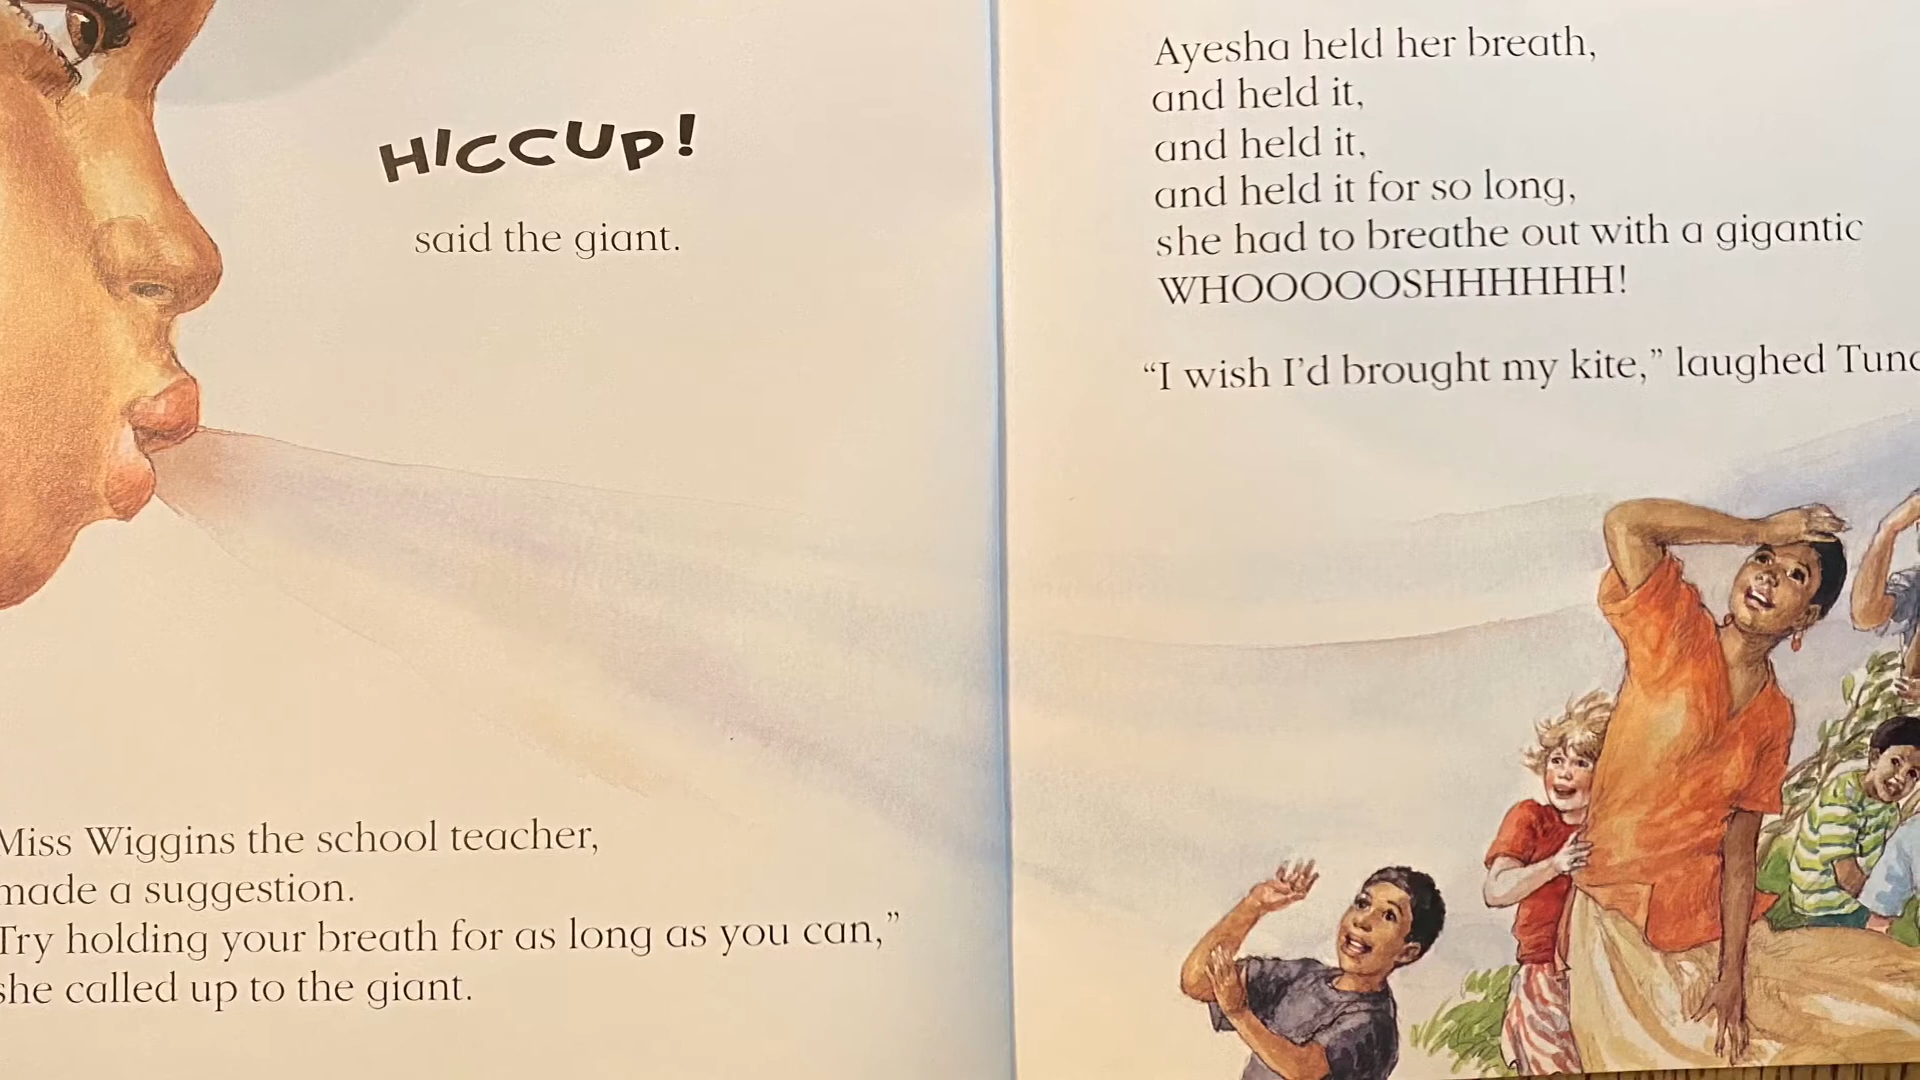 HICCUP!
said the giant.
Miss Wiggins the school teacher,
made a suggestion.
Try holding your breath for as long as you can,”
she called up to the giant.
Ayesha held her breath,
and held it,
and held it,
and held it for so long,
she had to breathe out with a gigantic
WHOOOOOSHHHHHH!
“I wish I’d brought my kite,” laughed